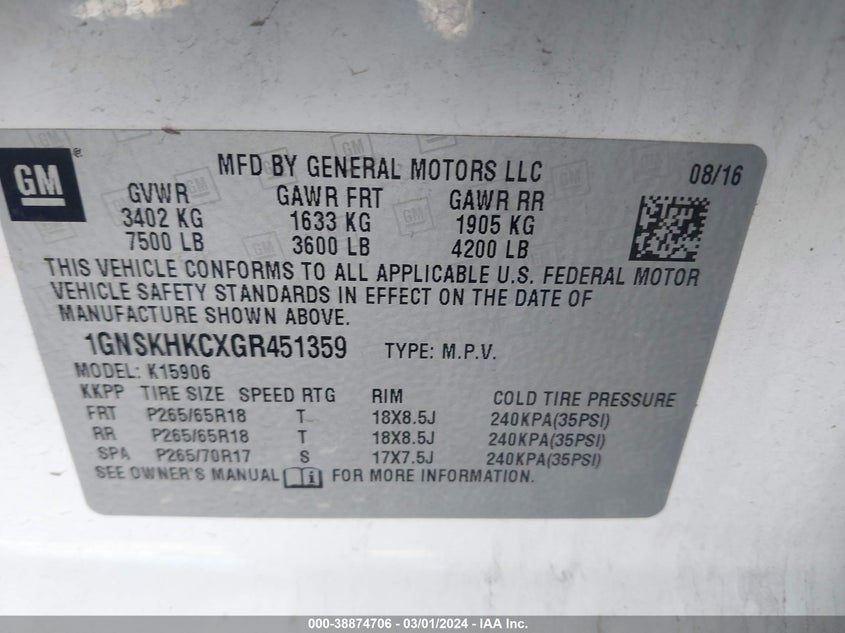 GM
MFD BY GENERAL MOTORS LLC 08/16
GVWR GAWR FRT GAWR RR
3402 KG 1633 KG 1905 KG
7500 LB 3600 LB 4200 LB
THIS VEHICLE CONFORMS TO ALL APPLICABLE U.S. FEDERAL MOTOR
VEHICLE SAFETY STANDARDS IN EFFECT ON THE DATE OF
MANUFACTURE SHOWN ABOVE.
1GNSKHKCXGR451359 TYPE: M.P.V.
MODEL: K15906
KKPP TIRE SIZE SPEED RTG RIM COLD TIRE PRESSURE
FRT P265/65R18 T 18X8.5J 240KPA(35PSI)
RR P265/65R18 T 18X8.5J 240KPA(35PSI)
SPA P265/70R17 S 17X7.5J 240KPA(35PSI)
SEE OWNER'S MANUAL i FOR MORE INFORMATION.
000-38874706 - 03/01/2024 - IAA, Inc.